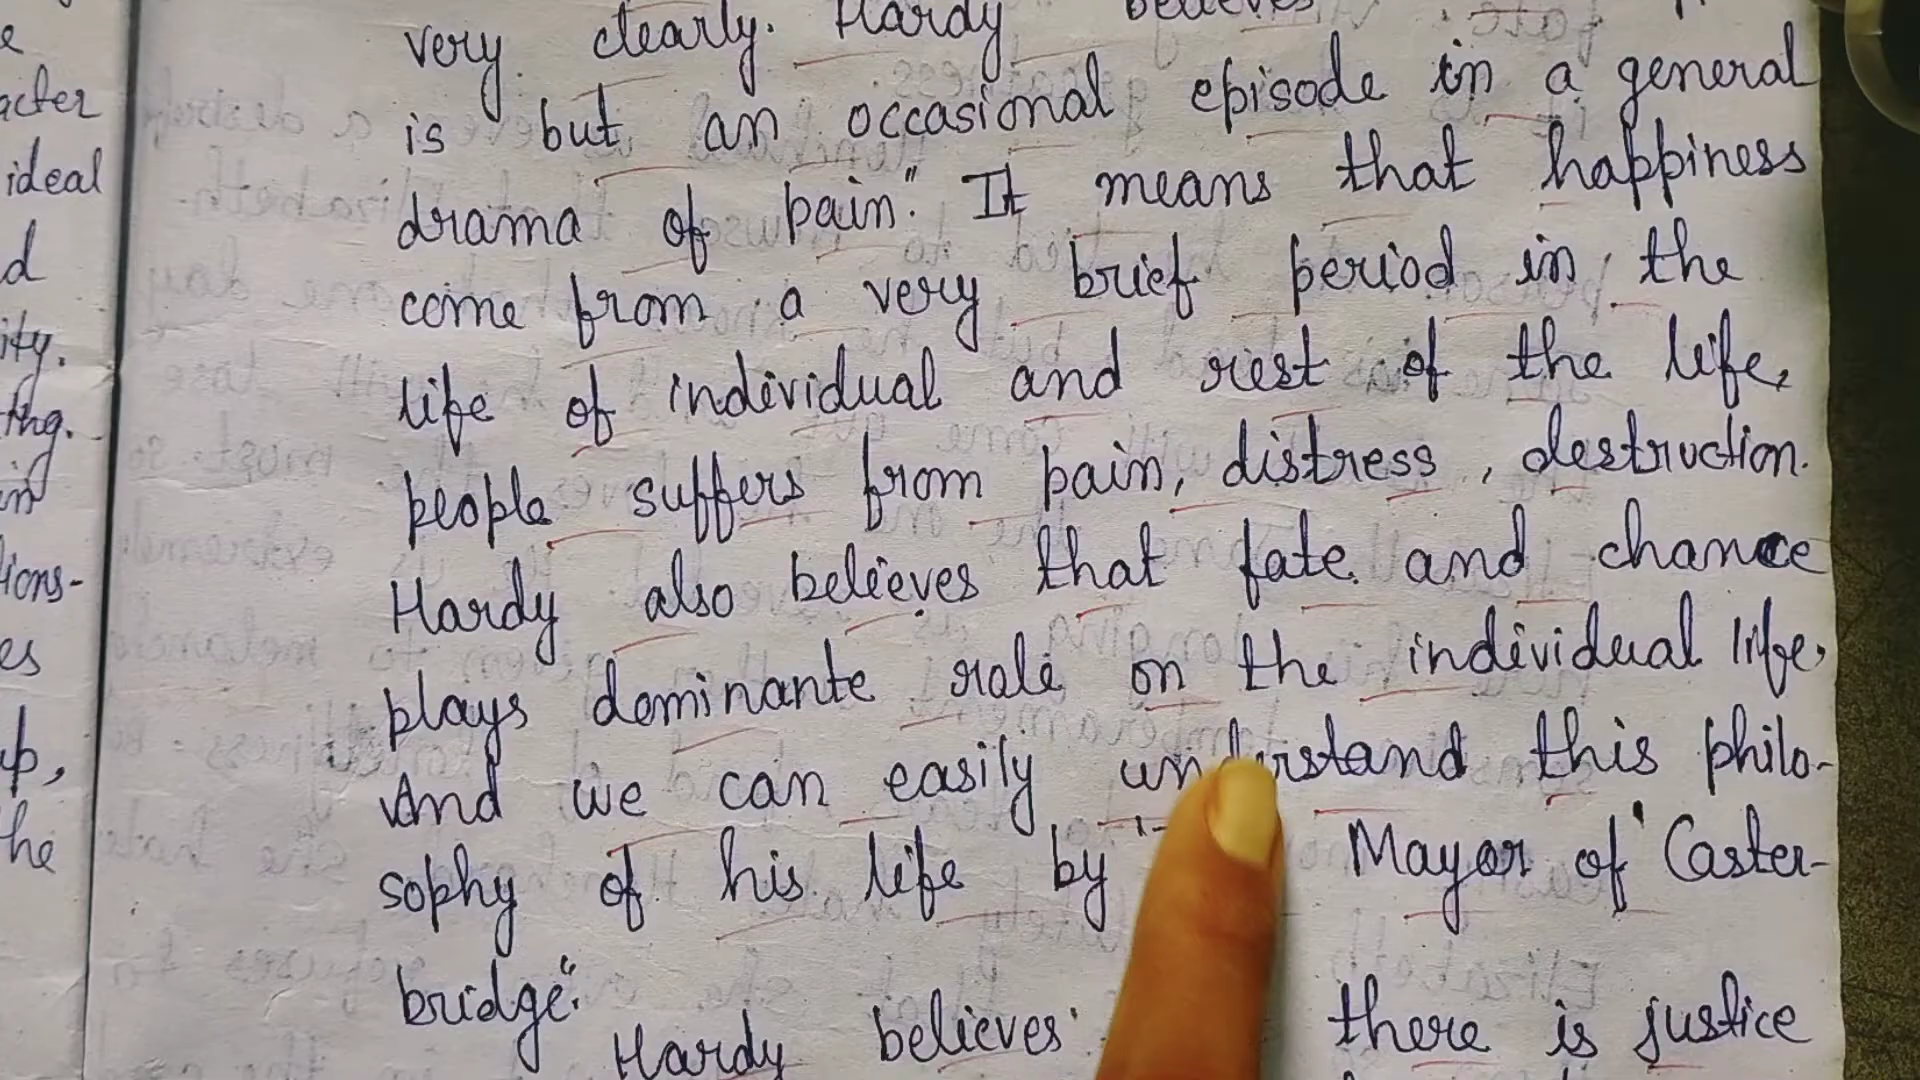 very clearly. Hardy believes
is but an occasional episode in a general
drama of pain." It means that happiness
come from a very brief period in the
life of individual and rest of the life,
people suffers from pain, distress, destruction.
Hardy also believes that fate and chance
plays dominante role on the individual life,
And we can easily understand this philo-
sophy of his life by " Mayor of Caster-
bridge".
Hardy believes there is justice
acter
ideal